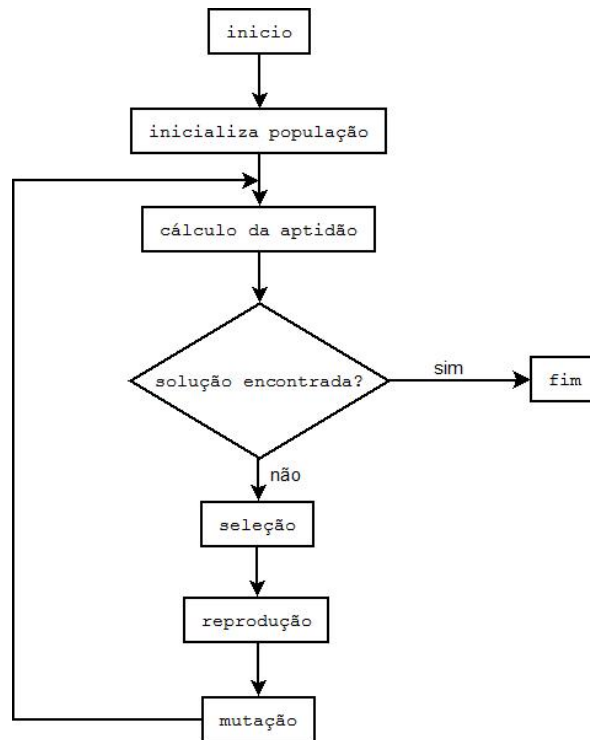 inicio
inicializa população
cálculo da aptidão
solução encontrada?
sim
fim
não
seleção
reprodução
mutação